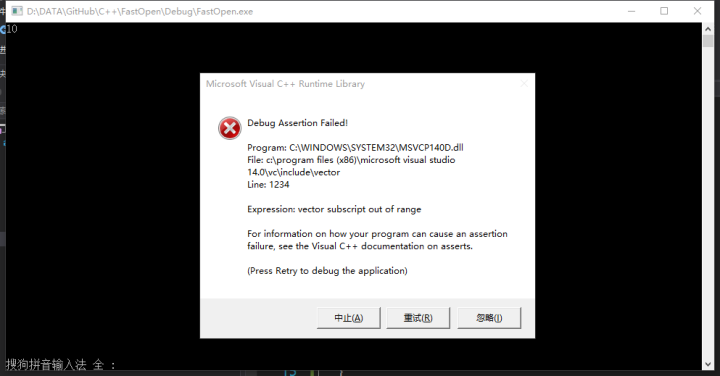 D:\DATA\GitHub\C++\FastOpen\Debug\FastOpen.exe
10
Microsoft Visual C++ Runtime Library
Debug Assertion Failed!
Program: C:\WINDOWS\SYSTEM32\MSVCP140D.dll
File: c:\program files (x86)\microsoft visual studio
14.0\vc\include\vector
Line: 1234
Expression: vector subscript out of range
For information on how your program can cause an assertion
failure, see the Visual C++ documentation on asserts.
(Press Retry to debug the application)
中止(A)
重试(R)
忽略(I)
搜狗拼音输入法 全 :